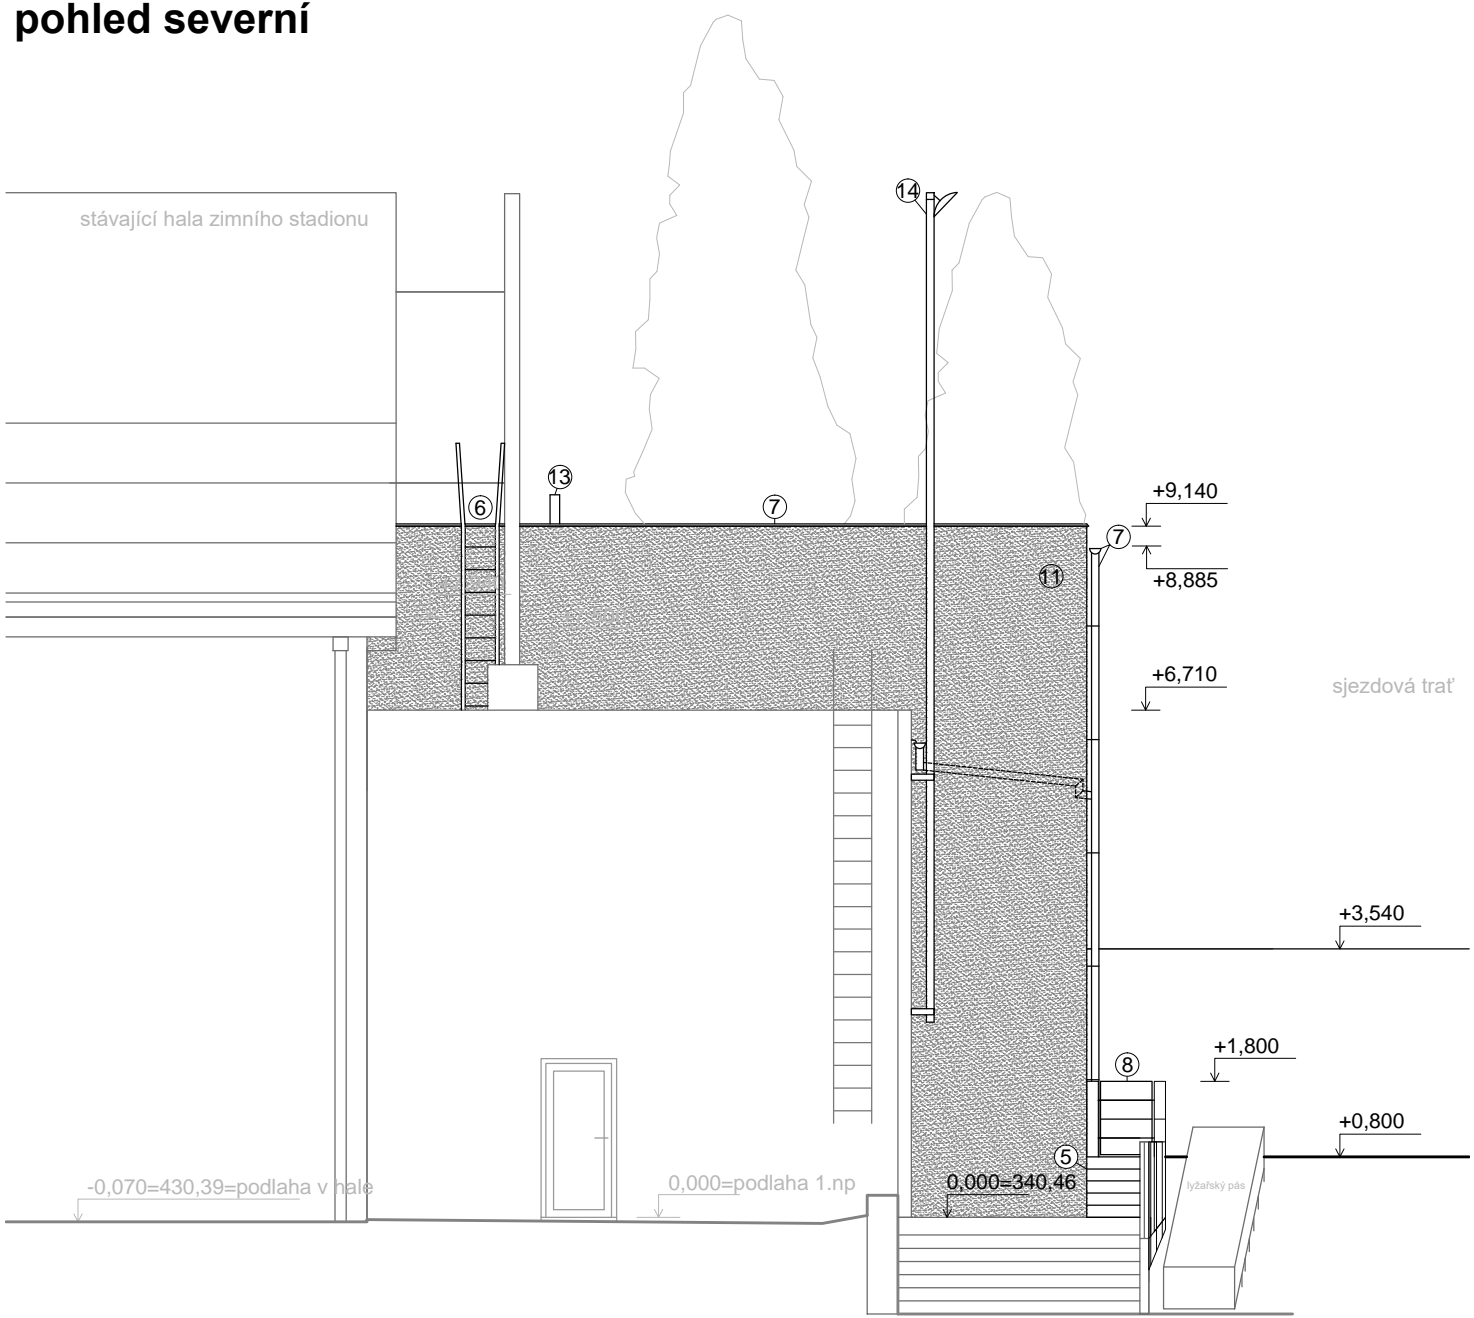 pohled severní
14
stávající hala zimního stadionu
13
+9,140
6
7
7
11
+8,885
+6,710
sjezdová trať
+3,540
+1,800
8
+0,800
5
-0,070=430,39=podlaha v hale
0,000=podlaha 1.np
0,000=340,46
lyžařský pás